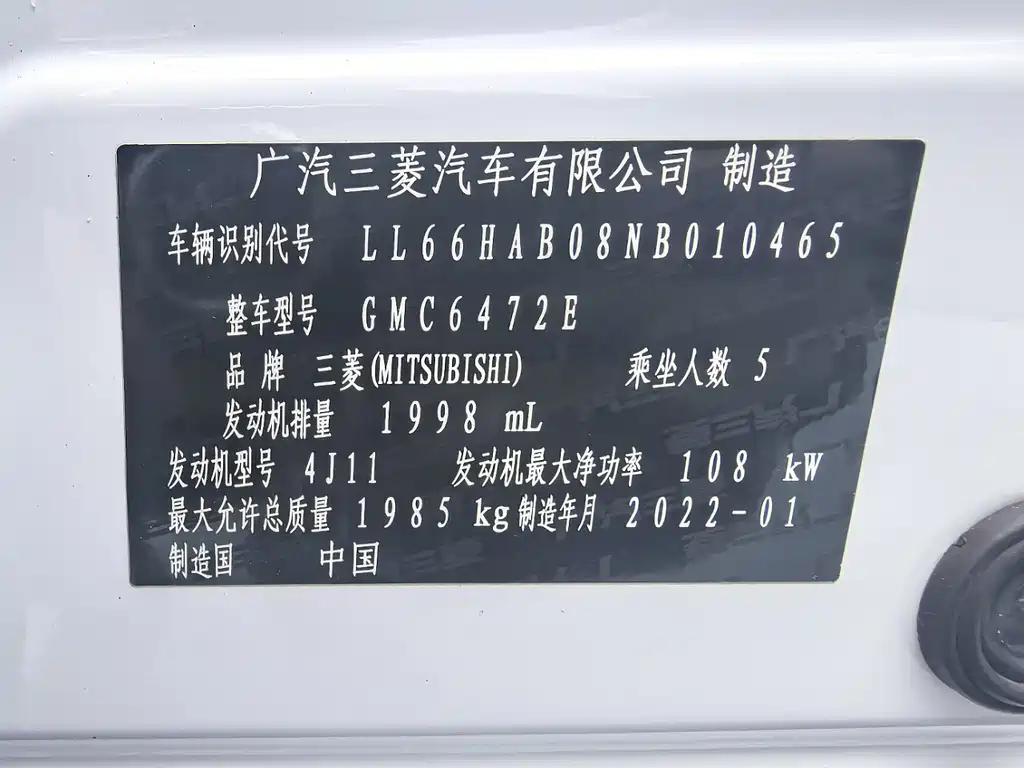 广汽三菱汽车有限公司 制造
车辆识别代号 LL66HAB08NB010465
整车型号 GMC6472E
品牌 三菱(MITSUBISHI) 乘坐人数 5
发动机排量 1998 mL
发动机型号 4J11 发动机最大净功率 108 kW
最大允许总质量 1985 kg 制造年月 2022-01
制造国 中国